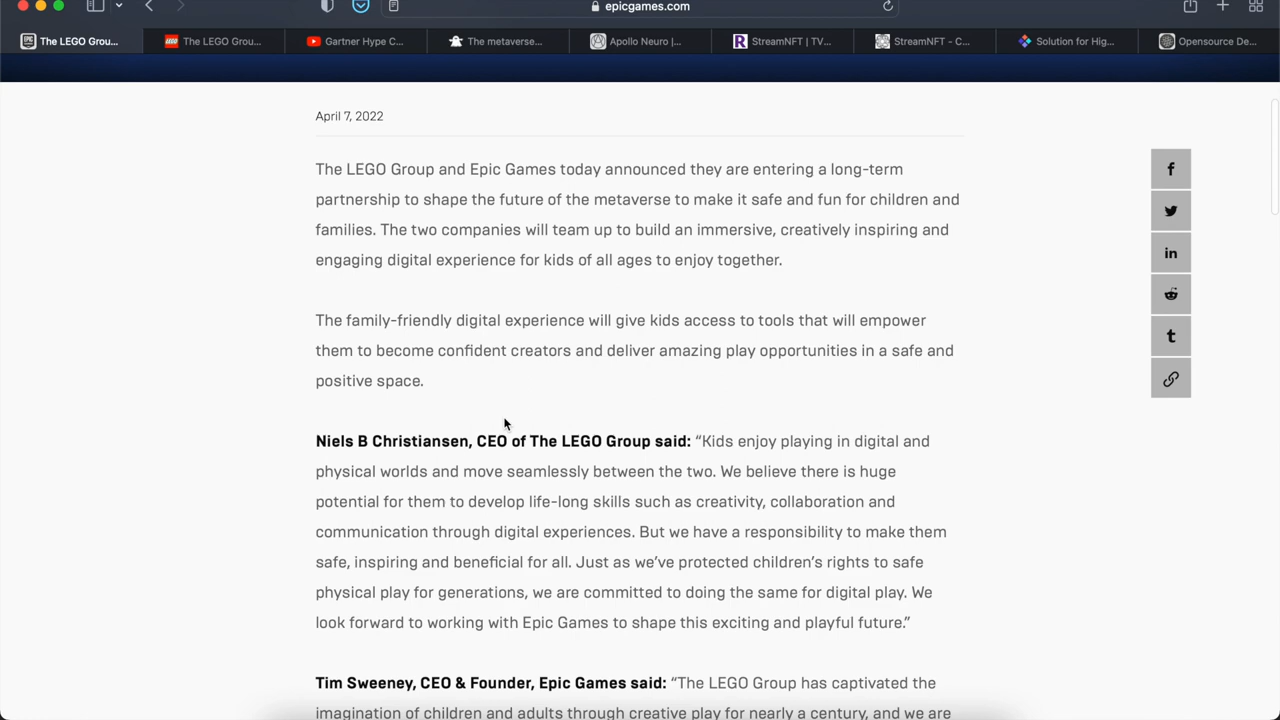 epicgames.com
The LEGO Grou...
The LEGO Grou...
Gartner Hype C...
The metaverse...
Apollo Neuro |...
StreamNFT | TV...
StreamNFT - C...
Solution for Hig...
Opensource De...
April 7, 2022
The LEGO Group and Epic Games today announced they are entering a long-term
partnership to shape the future of the metaverse to make it safe and fun for children and
families. The two companies will team up to build an immersive, creatively inspiring and
engaging digital experience for kids of all ages to enjoy together.
The family-friendly digital experience will give kids access to tools that will empower
them to become confident creators and deliver amazing play opportunities in a safe and
positive space.
Niels B Christiansen, CEO of The LEGO Group said: “Kids enjoy playing in digital and
physical worlds and move seamlessly between the two. We believe there is huge
potential for them to develop life-long skills such as creativity, collaboration and
communication through digital experiences. But we have a responsibility to make them
safe, inspiring and beneficial for all. Just as we’ve protected children’s rights to safe
physical play for generations, we are committed to doing the same for digital play. We
look forward to working with Epic Games to shape this exciting and playful future.”
Tim Sweeney, CEO & Founder, Epic Games said: “The LEGO Group has captivated the
imagination of children and adults through creative play for nearly a century, and we are